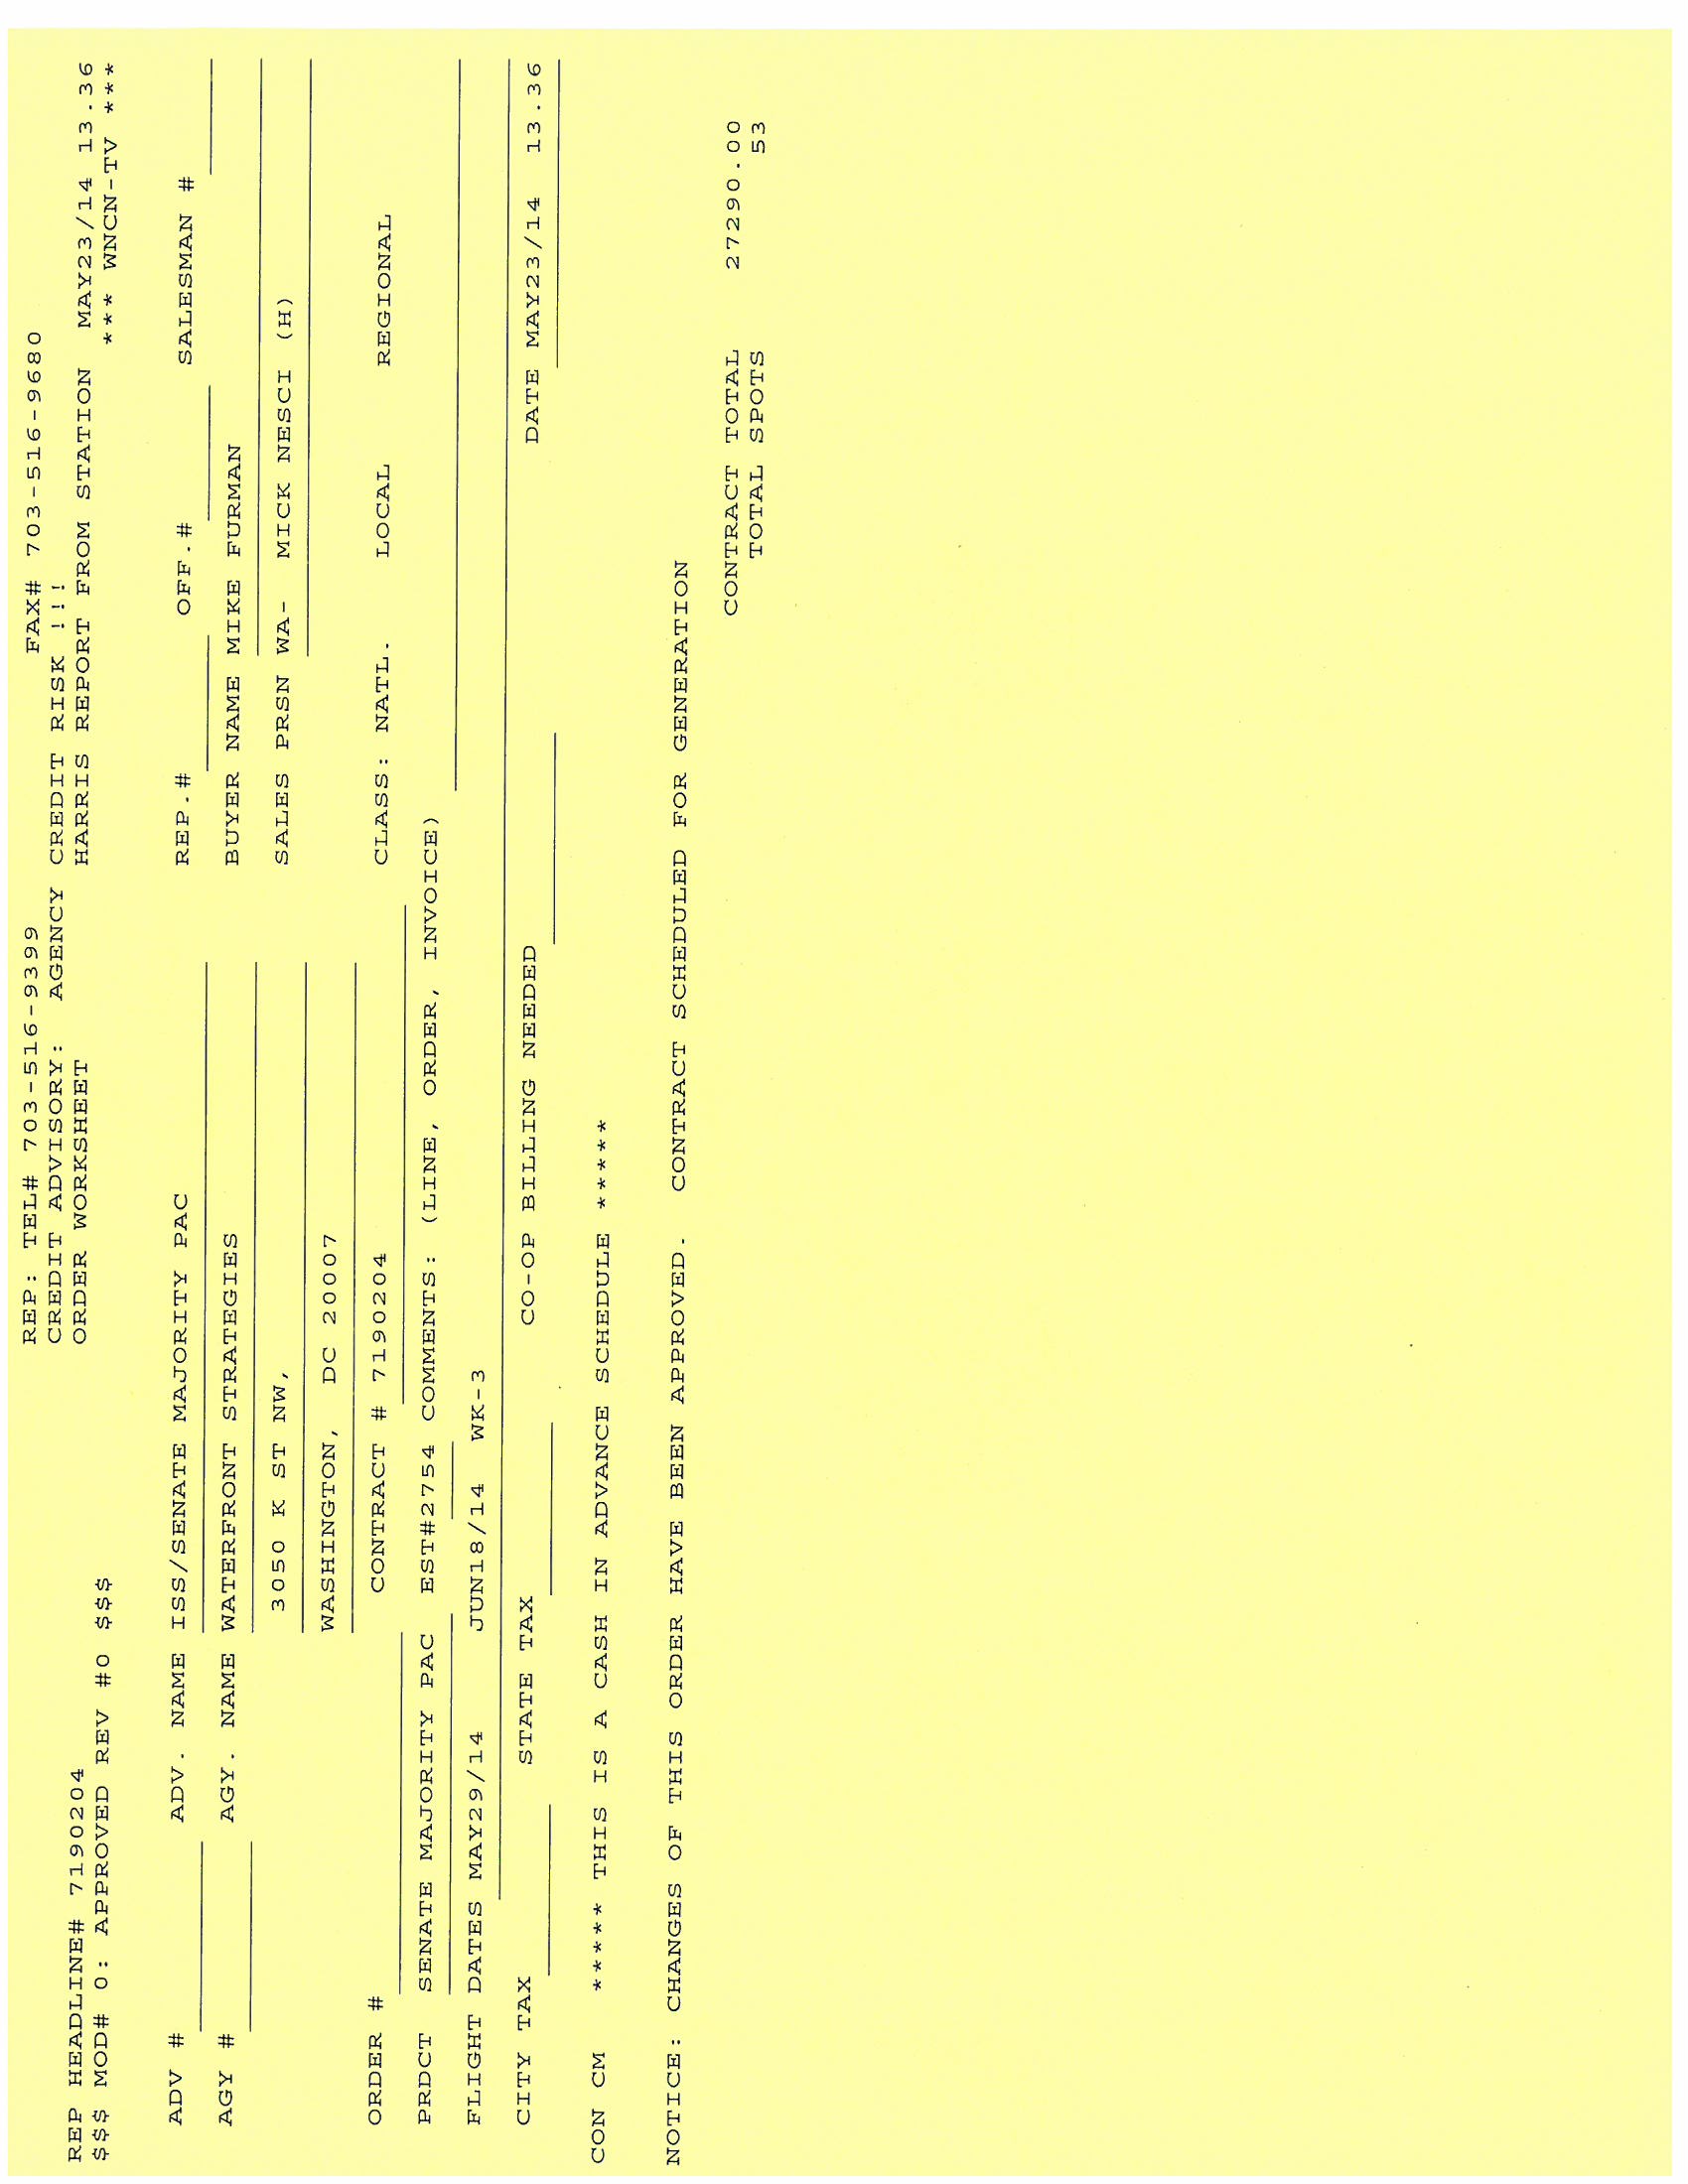 REP: TEL# 703-516-9399 FAX# 703-516-9680
CREDIT ADVISORY: AGENCY CREDIT RISK !!!
REP HEADLINE# 7190204 ORDER WORKSHEET HARRIS REPORT FROM STATION MAY23/14 13.36
$$$ MOD# 0: APPROVED REV #0 $$$ *** WNCN-TV ***
ADV # ADV. NAME ISS/SENATE MAJORITY PAC REP.# OFF.# SALESMAN #
AGY # AGY. NAME WATERFRONT STRATEGIES BUYER NAME MIKE FURMAN
3050 K ST NW, SALES PRSN WA- MICK NESCI (H)
WASHINGTON, DC 20007
ORDER # CONTRACT # 7190204 CLASS: NATL. LOCAL REGIONAL
PRDCT SENATE MAJORITY PAC EST#2754 COMMENTS: (LINE, ORDER, INVOICE)
FLIGHT DATES MAY29/14 JUN18/14 WK-3
CITY TAX STATE TAX CO-OP BILLING NEEDED DATE MAY23/14 13.36
CON CM ***** THIS IS A CASH IN ADVANCE SCHEDULE *****
NOTICE: CHANGES OF THIS ORDER HAVE BEEN APPROVED. CONTRACT SCHEDULED FOR GENERATION
CONTRACT TOTAL 27290.00
TOTAL SPOTS 53